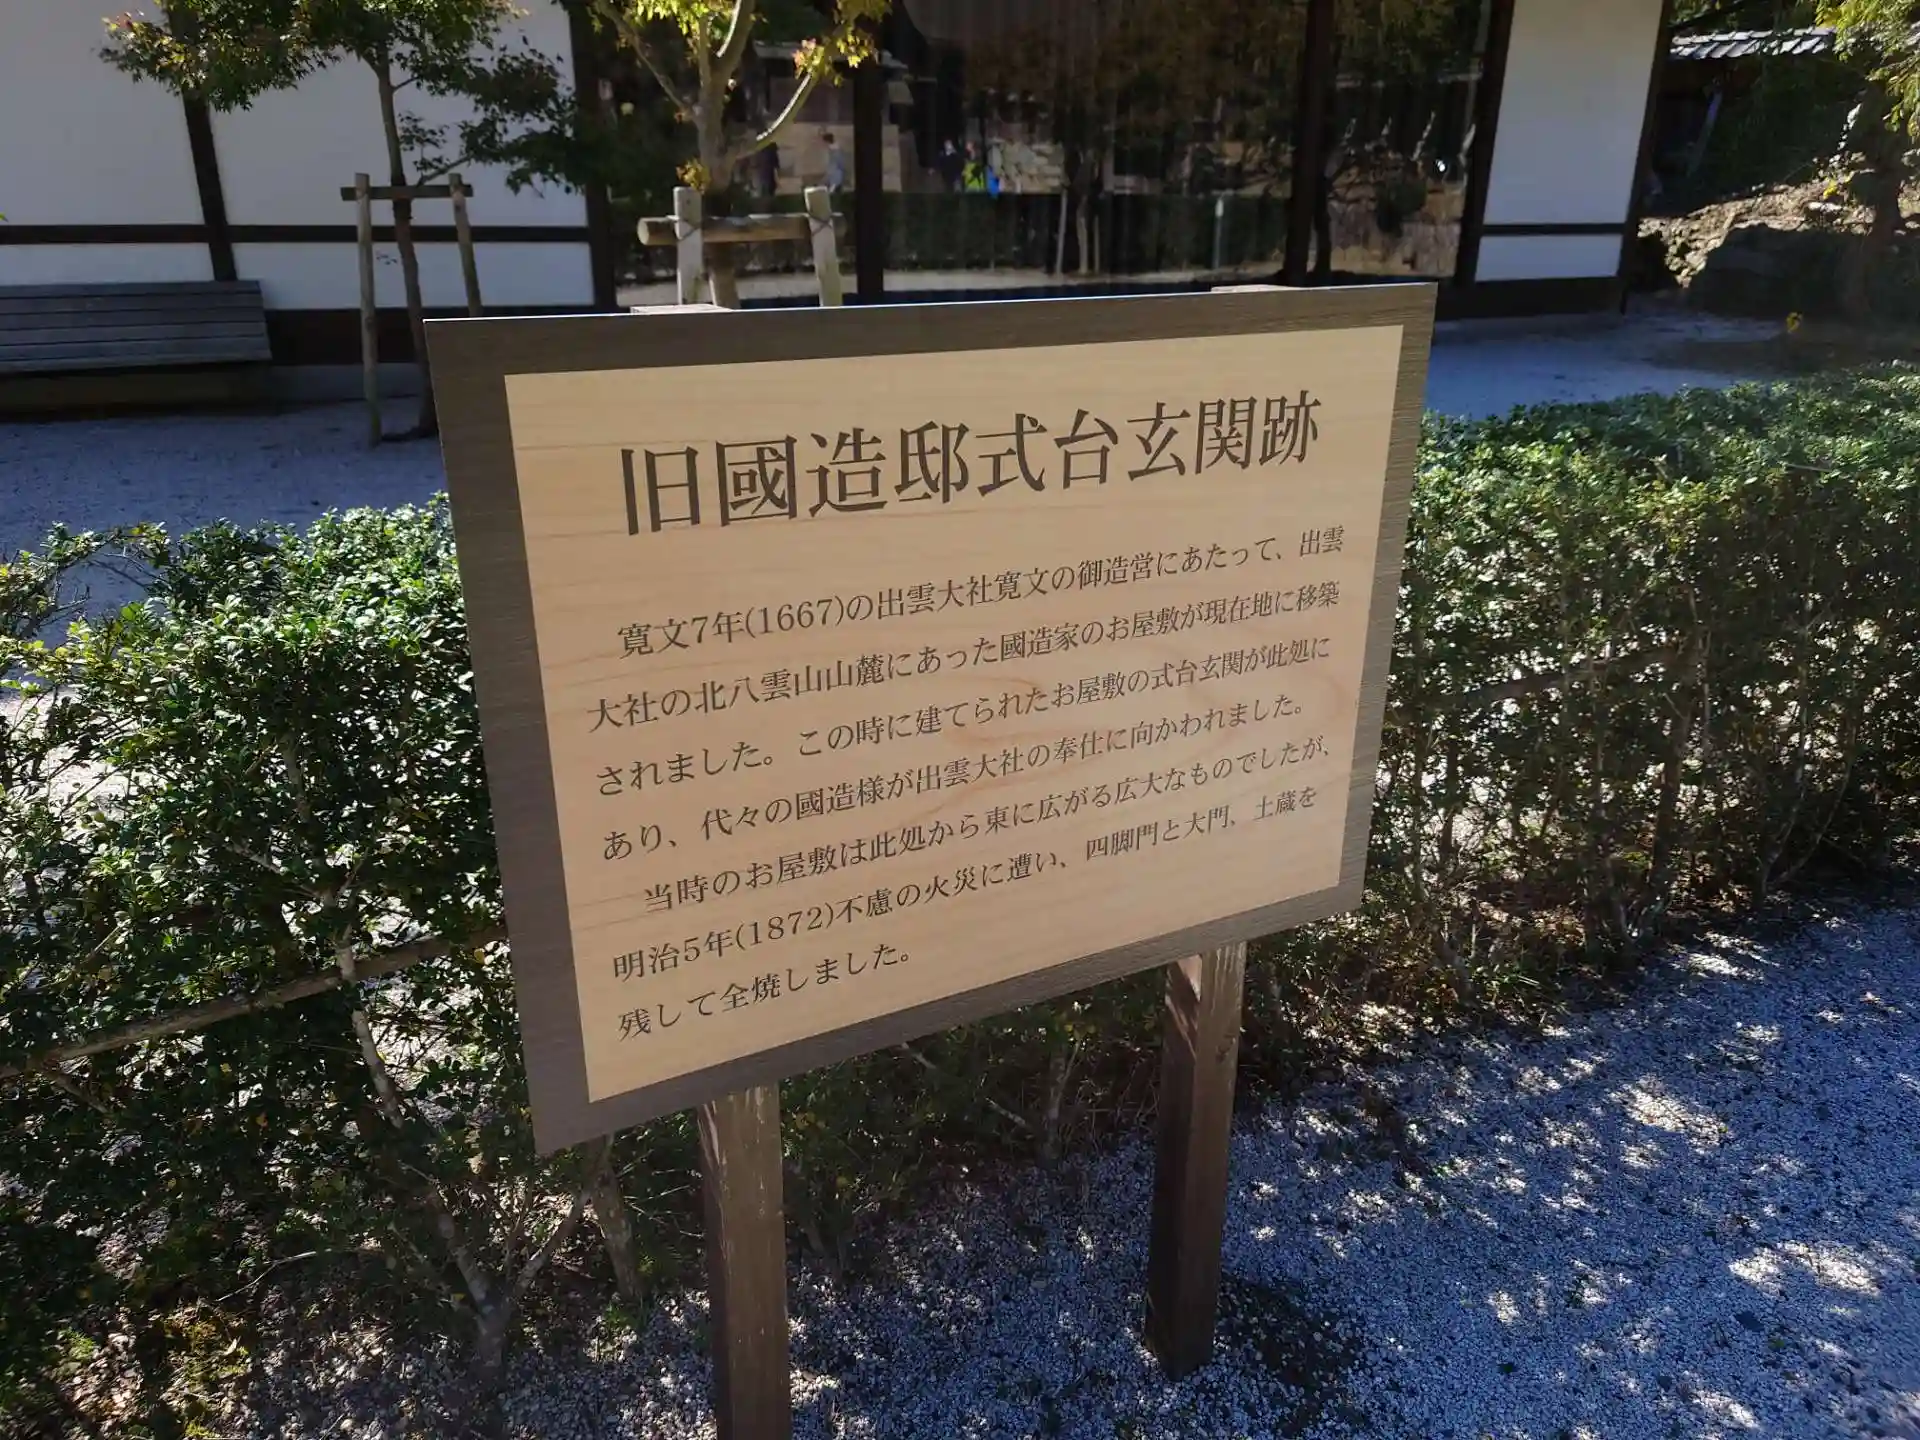 旧國造邸式台玄関跡
寛文7年(1667)の出雲大社寛文の御造営にあたって、出雲
大社の北八雲山山麓にあった國造家のお屋敷が現在地に移築
されました。この時に建てられたお屋敷の式台玄関が此処に
あり、代々の國造様が出雲大社の奉仕に向かわれました。
当時のお屋敷は此処から東に広がる広大なものでしたが、
明治5年(1872)不慮の火災に遭い、四脚門と大門、土蔵を
残して全焼しました。